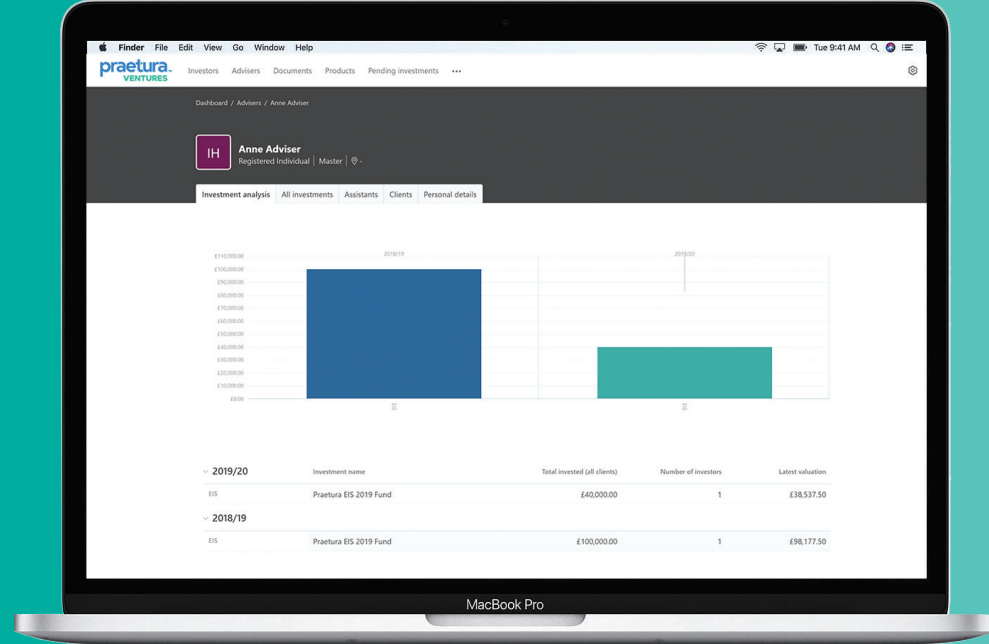 Finder File Edit View Go Window Help Tue 9:41 AM
praetura
VENTURES
Investors Advisers Documents Products Pending investments •••
Dashboard / Advisers / Anne Adviser
IH
Anne Adviser
Registered Individual | Master | -
Investment analysis All investments Assistants Clients Personal details
2018/19 2019/20
£110,000.00
£100,000.00
£90,000.00
£80,000.00
£70,000.00
£60,000.00
£50,000.00
£40,000.00
£30,000.00
£20,000.00
£10,000.00
£0.00
EIS EIS
2019/20 Investment name Total invested (all clients) Number of investors Latest valuation
EIS Praetura EIS 2019 Fund £40,000.00 1 £38,537.50
2018/19
EIS Praetura EIS 2019 Fund £100,000.00 1 £98,177.50
MacBook Pro